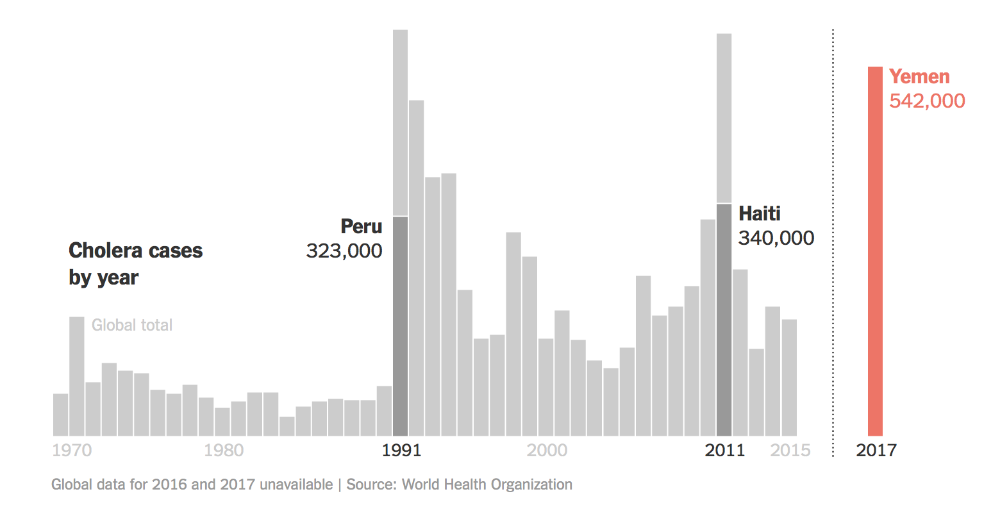 Yemen
542,000
Haiti
340,000
Peru
323,000
Cholera cases
by year
Global total
1970
1980
1991
2000
2011
2015
2017
Global data for 2016 and 2017 unavailable | Source: World Health Organization